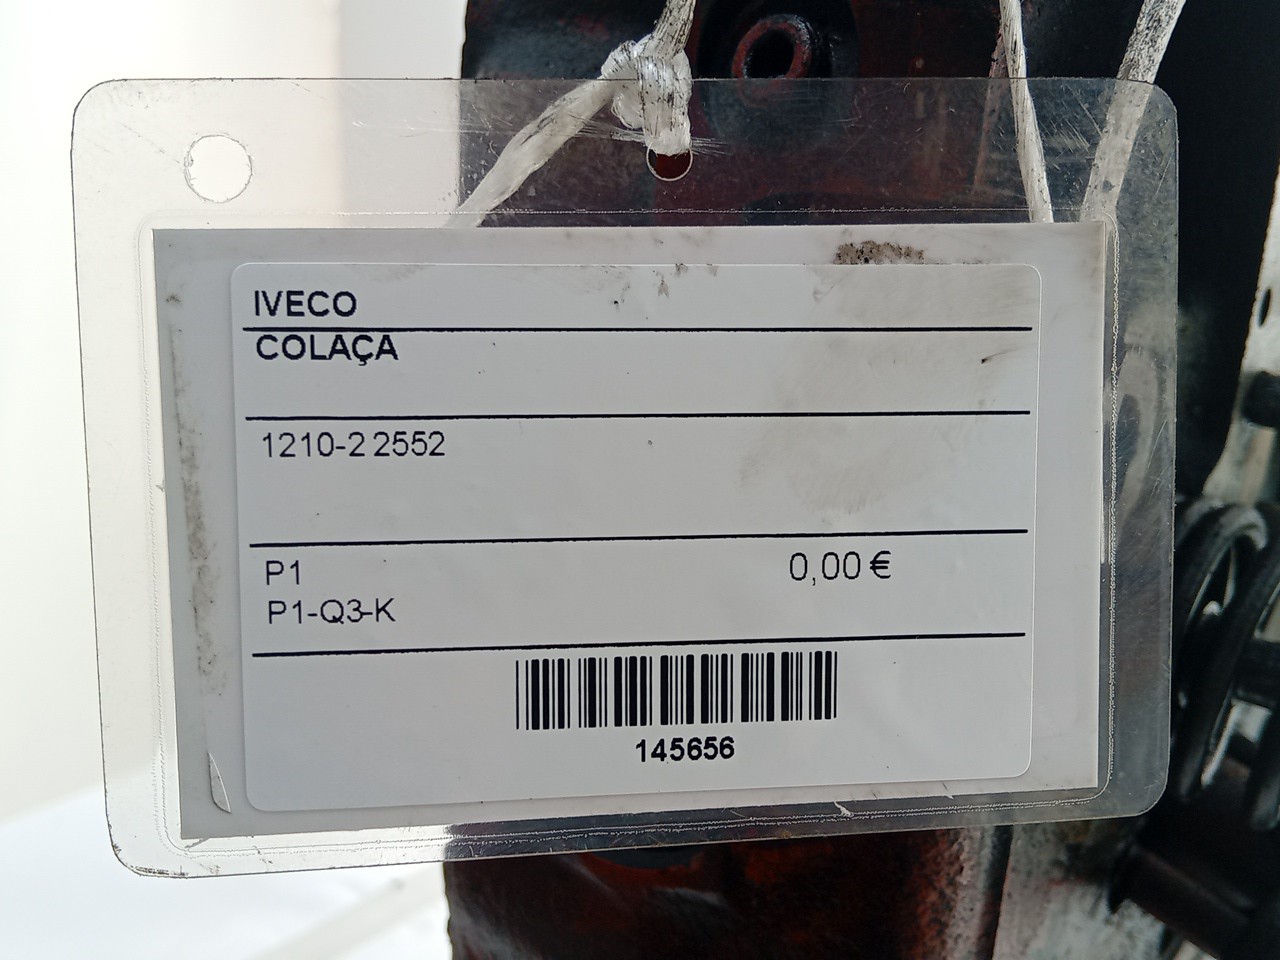 IVECO
COLAÇA
1210-2 2552
P1
0,00 €
P1-Q3-K
145656